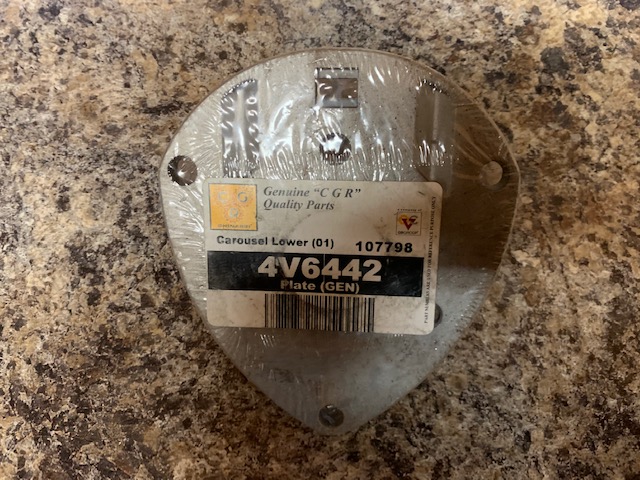 Genuine "C G R"
Quality Parts
Carousel Lower (01) 107798
4V6442
Plate (GEN)